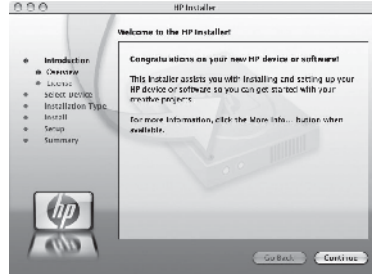 HP Installer
Welcome to the HP Installer!
Introduction
Overview
License
Select Device
Installation Type
Install
Setup
Summary
Congratulations on your new HP device or software!
This installer assists you with installing and setting up your
HP device or software so you can get started with your
creative projects.
For more information, click the More Info... button when
available.
hp
Go Back
Continue